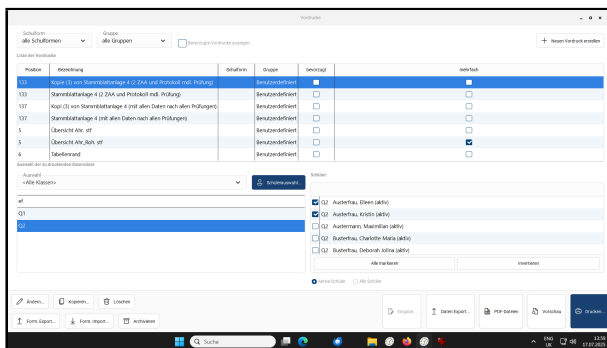 Vordrucke
Schulform
alle Schulformen
Gruppe
alle Gruppen
Bevorzugte Vordrucke anzeigen
Neuen Vordruck erstellen
Liste der Vordrucke
Position Bezeichnung Schulform Gruppe bevorzugt mehrfach
133 Kopie (3) von Stammblattanlage 4 (2 ZAA und Protokoll mdl. Prüfung) Benutzerdefiniert
133 Stammblattanlage 4 (2 ZAA und Protokoll mdl. Prüfung) Benutzerdefiniert
137 Kopi (3) von Stammblattanlage 4 (mit allen Daten nach allen Prüfungen) Benutzerdefiniert
137 Stammblattanlage 4 (mit allen Daten nach allen Prüfungen) Benutzerdefiniert
5 Übersicht Ahr. stf Benutzerdefiniert
5 Übersicht Ahr_Roh. stf Benutzerdefiniert
6 Tabellenrand Benutzerdefiniert
Auswahl der zu druckenden Datensätze
Auswahl
<Alle Klassen>
Schülerauswahl...
Schüler
ef
Q1
Q2
Q2 Austerfrau, Eileen (aktiv)
Q2 Austerfrau, Kristin (aktiv)
Q2 Austermann, Maximilian (aktiv)
Q2 Busterfrau, Charlotte Maria (aktiv)
Q2 Busterfrau, Deborah Jolina (aktiv)
Alle markieren
Invertieren
Aktive Schüler
Alle Schüler
Ändern...
Kopieren...
Löschen
Form. Export...
Form. Import...
Archivieren
Eingabe...
Daten Export...
PDF-Dateien
Vorschau
Drucken...
Suche
ENG
UK
13:59
17.07.2025